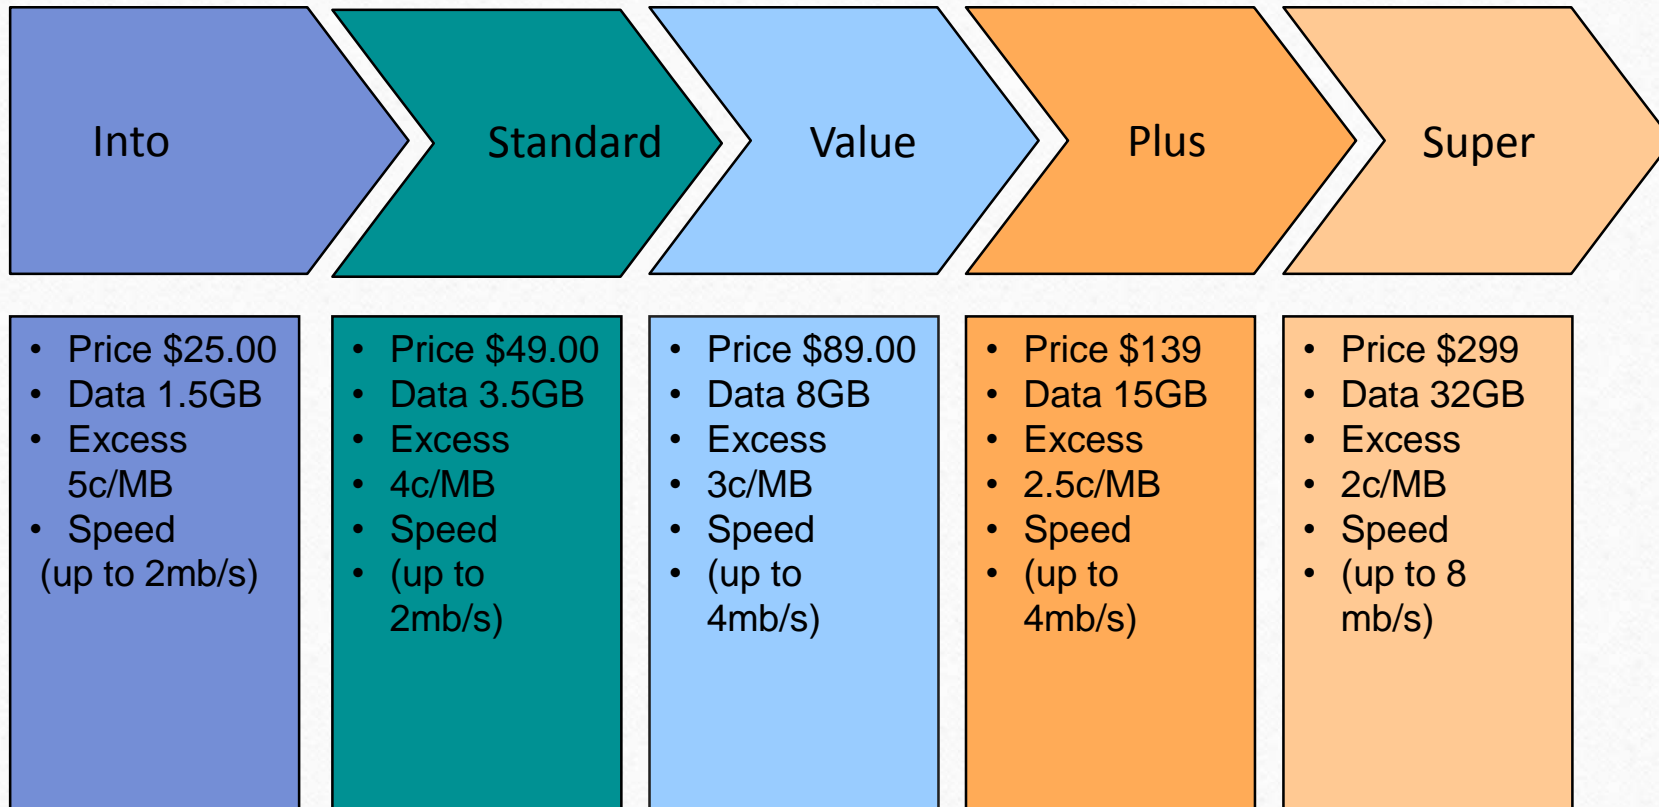 Into
Standard
Value
Plus
Super
• Price $25.00
• Data 1.5GB
• Excess
5c/MB
• Speed
(up to 2mb/s)
• Price $49.00
• Data 3.5GB
• Excess
• 4c/MB
• Speed
• (up to
2mb/s)
• Price $89.00
• Data 8GB
• Excess
• 3c/MB
• Speed
• (up to
4mb/s)
• Price $139
• Data 15GB
• Excess
• 2.5c/MB
• Speed
• (up to
4mb/s)
• Price $299
• Data 32GB
• Excess
• 2c/MB
• Speed
• (up to 8
mb/s)